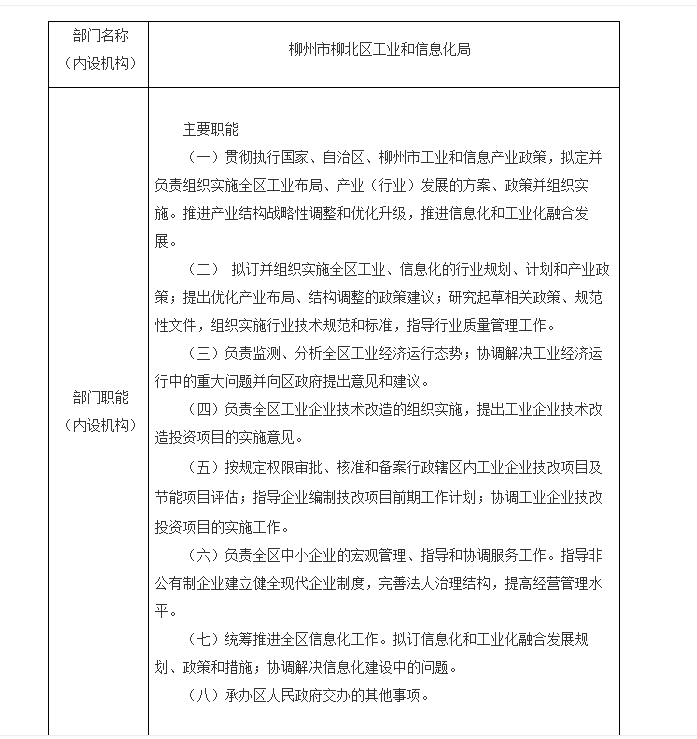 部门名称
（内设机构）
柳州市柳北区工业和信息化局
部门职能
（内设机构）
主要职能
（一）贯彻执行国家、自治区、柳州市工业和信息产业政策，拟定并
负责组织实施全区工业布局、产业（行业）发展的方案、政策并组织实
施。推进产业结构战略性调整和优化升级，推进信息化和工业化融合发
展。
（二） 拟订并组织实施全区工业、信息化的行业规划、计划和产业政
策；提出优化产业布局、结构调整的政策建议；研究起草相关政策、规范
性文件，组织实施行业技术规范和标准，指导行业质量管理工作。
（三）负责监测、分析全区工业经济运行态势；协调解决工业经济运
行中的重大问题并向区政府提出意见和建议。
（四）负责全区工业企业技术改造的组织实施，提出工业企业技术改
造投资项目的实施意见。
（五）按规定权限审批、核准和备案行政辖区内工业企业技改项目及
节能项目评估；指导企业编制技改项目前期工作计划；协调工业企业技改
投资项目的实施工作。
（六）负责全区中小企业的宏观管理、指导和协调服务工作。指导非
公有制企业建立健全现代企业制度，完善法人治理结构，提高经营管理水
平。
（七）统筹推进全区信息化工作。拟订信息化和工业化融合发展规
划、政策和措施；协调解决信息化建设中的问题。
（八）承办区人民政府交办的其他事项。